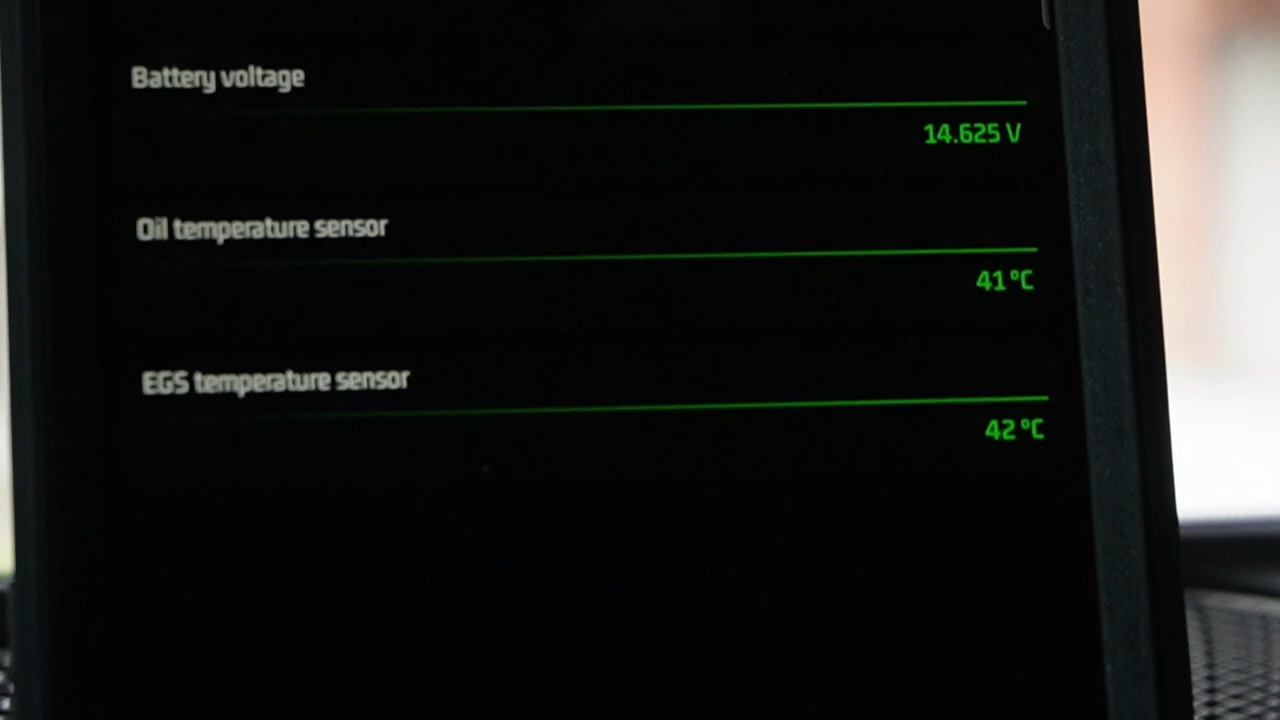 Battery voltage
14.625 V
Oil temperature sensor
41 °C
EGS temperature sensor
42 °C